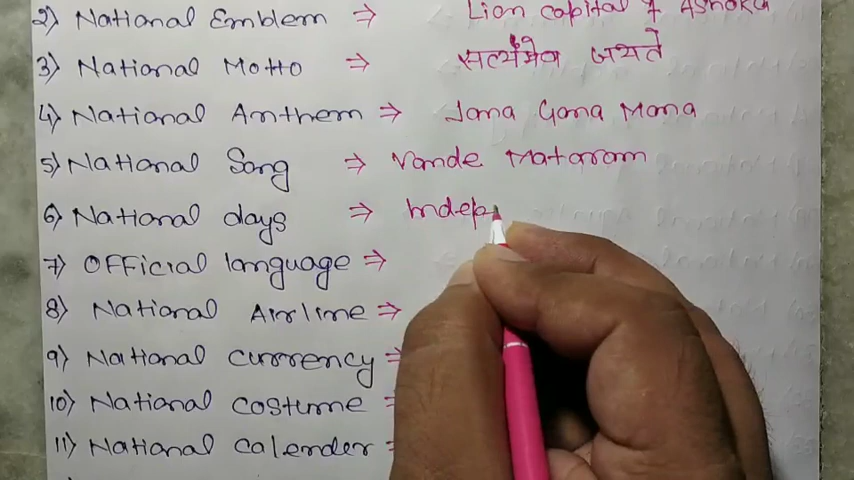 2) National Emblem ⇒ Lion capital of Ashoka
3) National Motto ⇒ सत्यमेव जयते
4) National Anthem ⇒ Jana Gana Mana
5) National Song ⇒ Vande Mataram
6) National days ⇒ Indep
7) Official language ⇒
8) National Airline ⇒
9) National currency ⇒
10) National costume ⇒
11) National calender ⇒